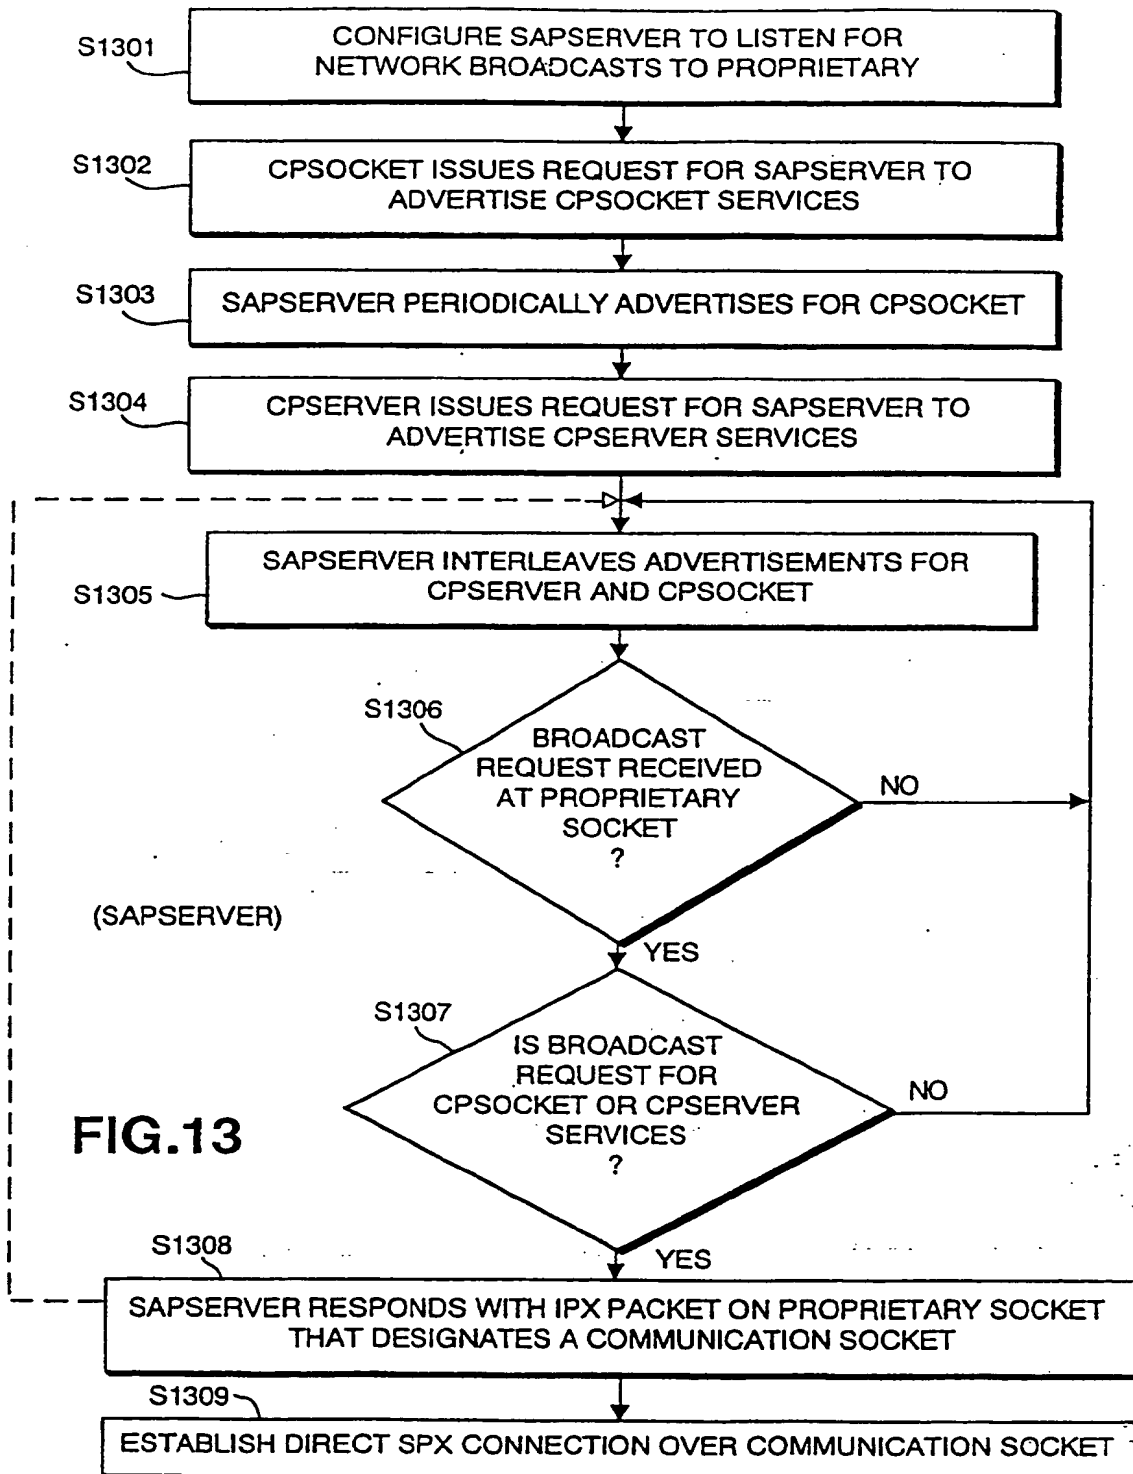 S1301
CONFIGURE SAPSERVER TO LISTEN FOR
NETWORK BROADCASTS TO PROPRIETARY
S1302
CPSOCKET ISSUES REQUEST FOR SAPSERVER TO
ADVERTISE CPSOCKET SERVICES
S1303
SAPSERVER PERIODICALLY ADVERTISES FOR CPSOCKET
S1304
CPSERVER ISSUES REQUEST FOR SAPSERVER TO
ADVERTISE CPSERVER SERVICES
S1305
SAPSERVER INTERLEAVES ADVERTISEMENTS FOR
CPSERVER AND CPSOCKET
S1306
BROADCAST
REQUEST RECEIVED
AT PROPRIETARY
SOCKET
?
NO
YES
(SAPSERVER)
S1307
IS BROADCAST
REQUEST FOR
CPSOCKET OR CPSERVER
SERVICES
?
NO
YES
FIG.13
S1308
SAPSERVER RESPONDS WITH IPX PACKET ON PROPRIETARY SOCKET
THAT DESIGNATES A COMMUNICATION SOCKET
S1309
ESTABLISH DIRECT SPX CONNECTION OVER COMMUNICATION SOCKET